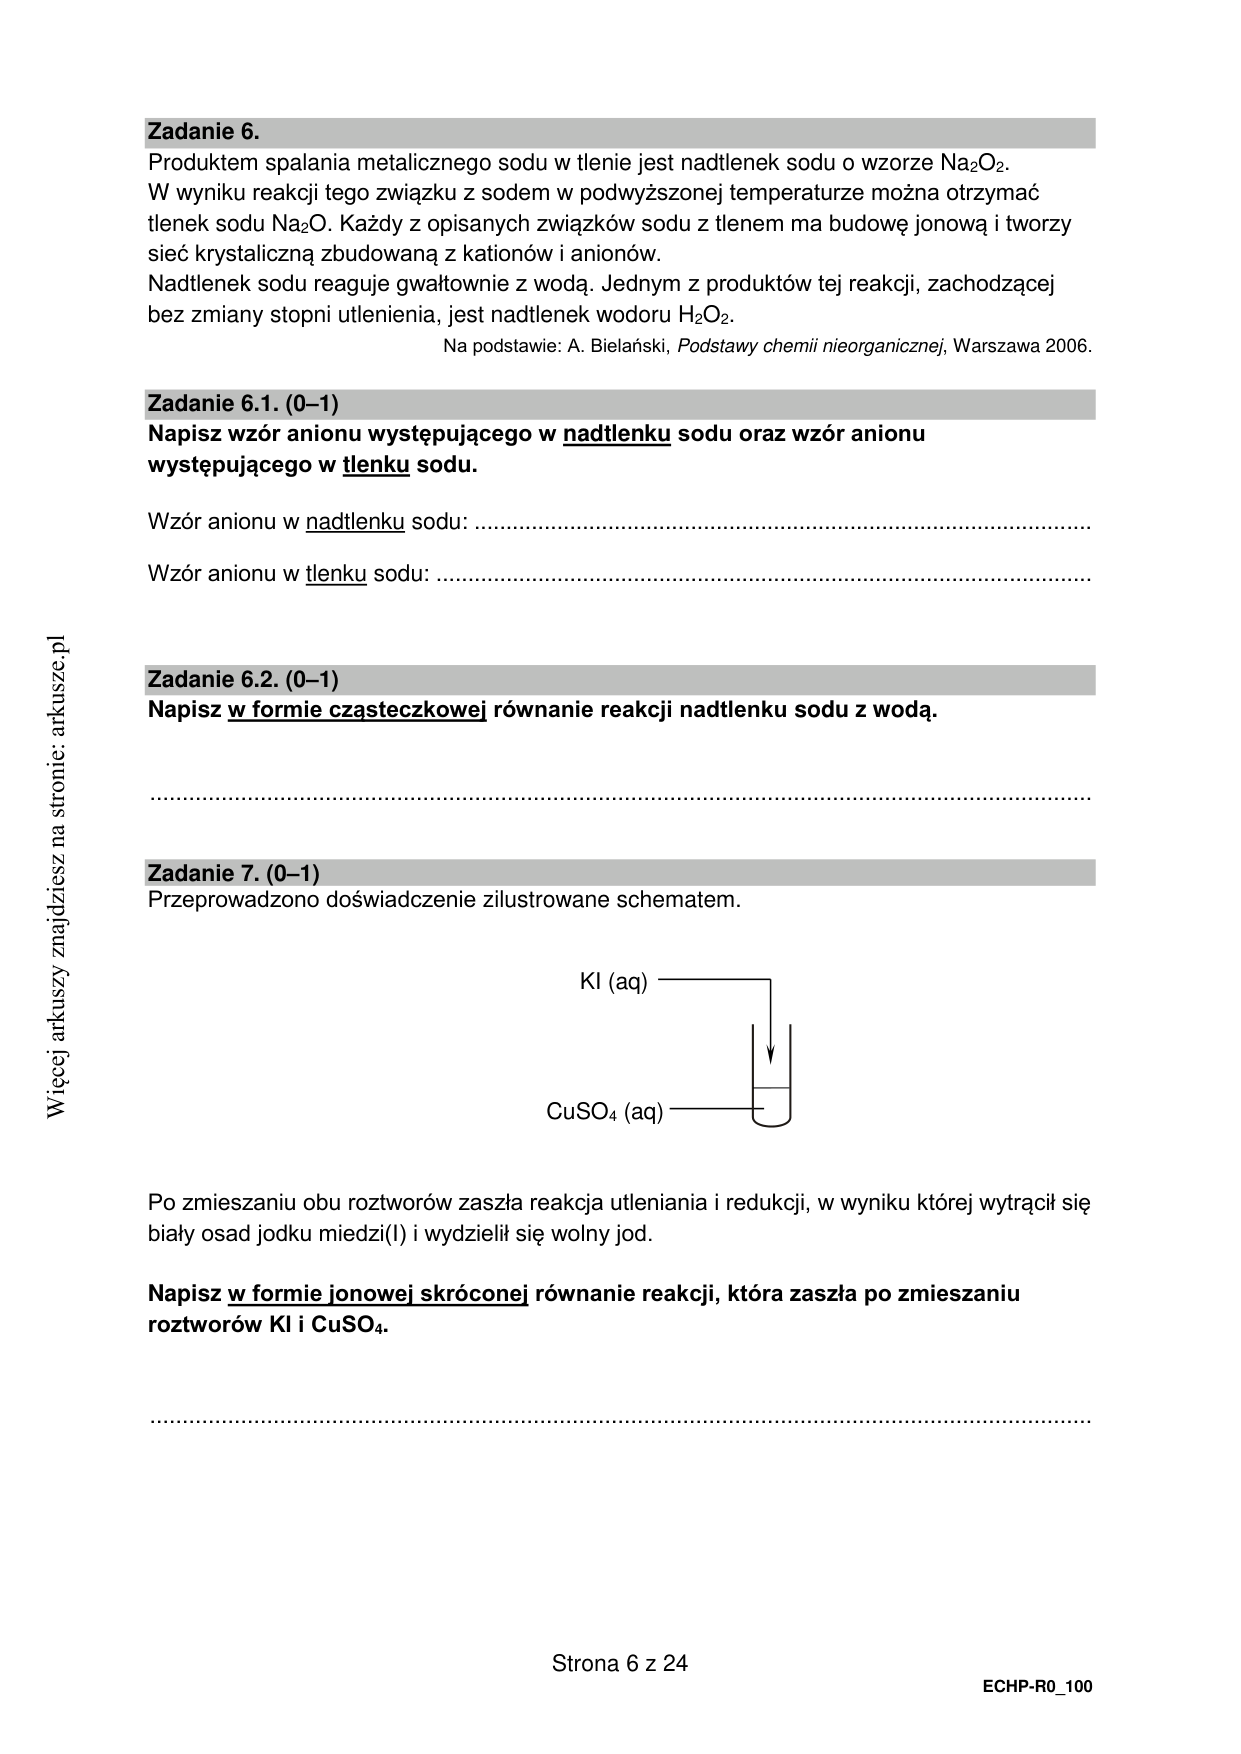 Zadanie 6.
Produktem spalania metalicznego sodu w tlenie jest nadtlenek sodu o wzorze Na₂O₂.
W wyniku reakcji tego związku z sodem w podwyższonej temperaturze można otrzymać
tlenek sodu Na₂O. Każdy z opisanych związków sodu z tlenem ma budowę jonową i tworzy
sieć krystaliczną zbudowaną z kationów i anionów.
Nadtlenek sodu reaguje gwałtownie z wodą. Jednym z produktów tej reakcji, zachodzącej
bez zmiany stopni utlenienia, jest nadtlenek wodoru H₂O₂.
Na podstawie: A. Bielański, Podstawy chemii nieorganicznej, Warszawa 2006.
Zadanie 6.1. (0–1)
Napisz wzór anionu występującego w nadtlenku sodu oraz wzór anionu
występującego w tlenku sodu.
Wzór anionu w nadtlenku sodu: ..................................................................................................
Wzór anionu w tlenku sodu: ........................................................................................................
Zadanie 6.2. (0–1)
Napisz w formie cząsteczkowej równanie reakcji nadtlenku sodu z wodą.
......................................................................................................................................................
Zadanie 7. (0–1)
Przeprowadzono doświadczenie zilustrowane schematem.
KI (aq)
CuSO₄ (aq)
Po zmieszaniu obu roztworów zaszła reakcja utleniania i redukcji, w wyniku której wytrącił się
biały osad jodku miedzi(I) i wydzielił się wolny jod.
Napisz w formie jonowej skróconej równanie reakcji, która zaszła po zmieszaniu
roztworów KI i CuSO₄.
......................................................................................................................................................
Strona 6 z 24
ECHP-R0_100
Więcej arkuszy znajdziesz na stronie: arkusze.pl